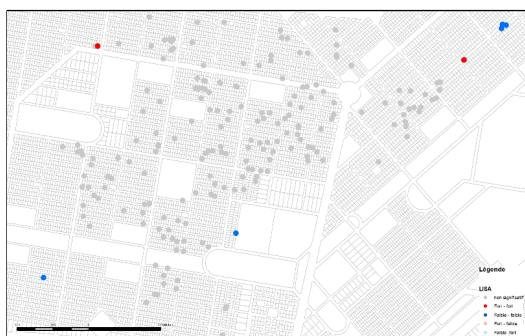 Légende
LISA
non significatif
Fort - fort
Faible - faible
Fort - faible
Faible -fort